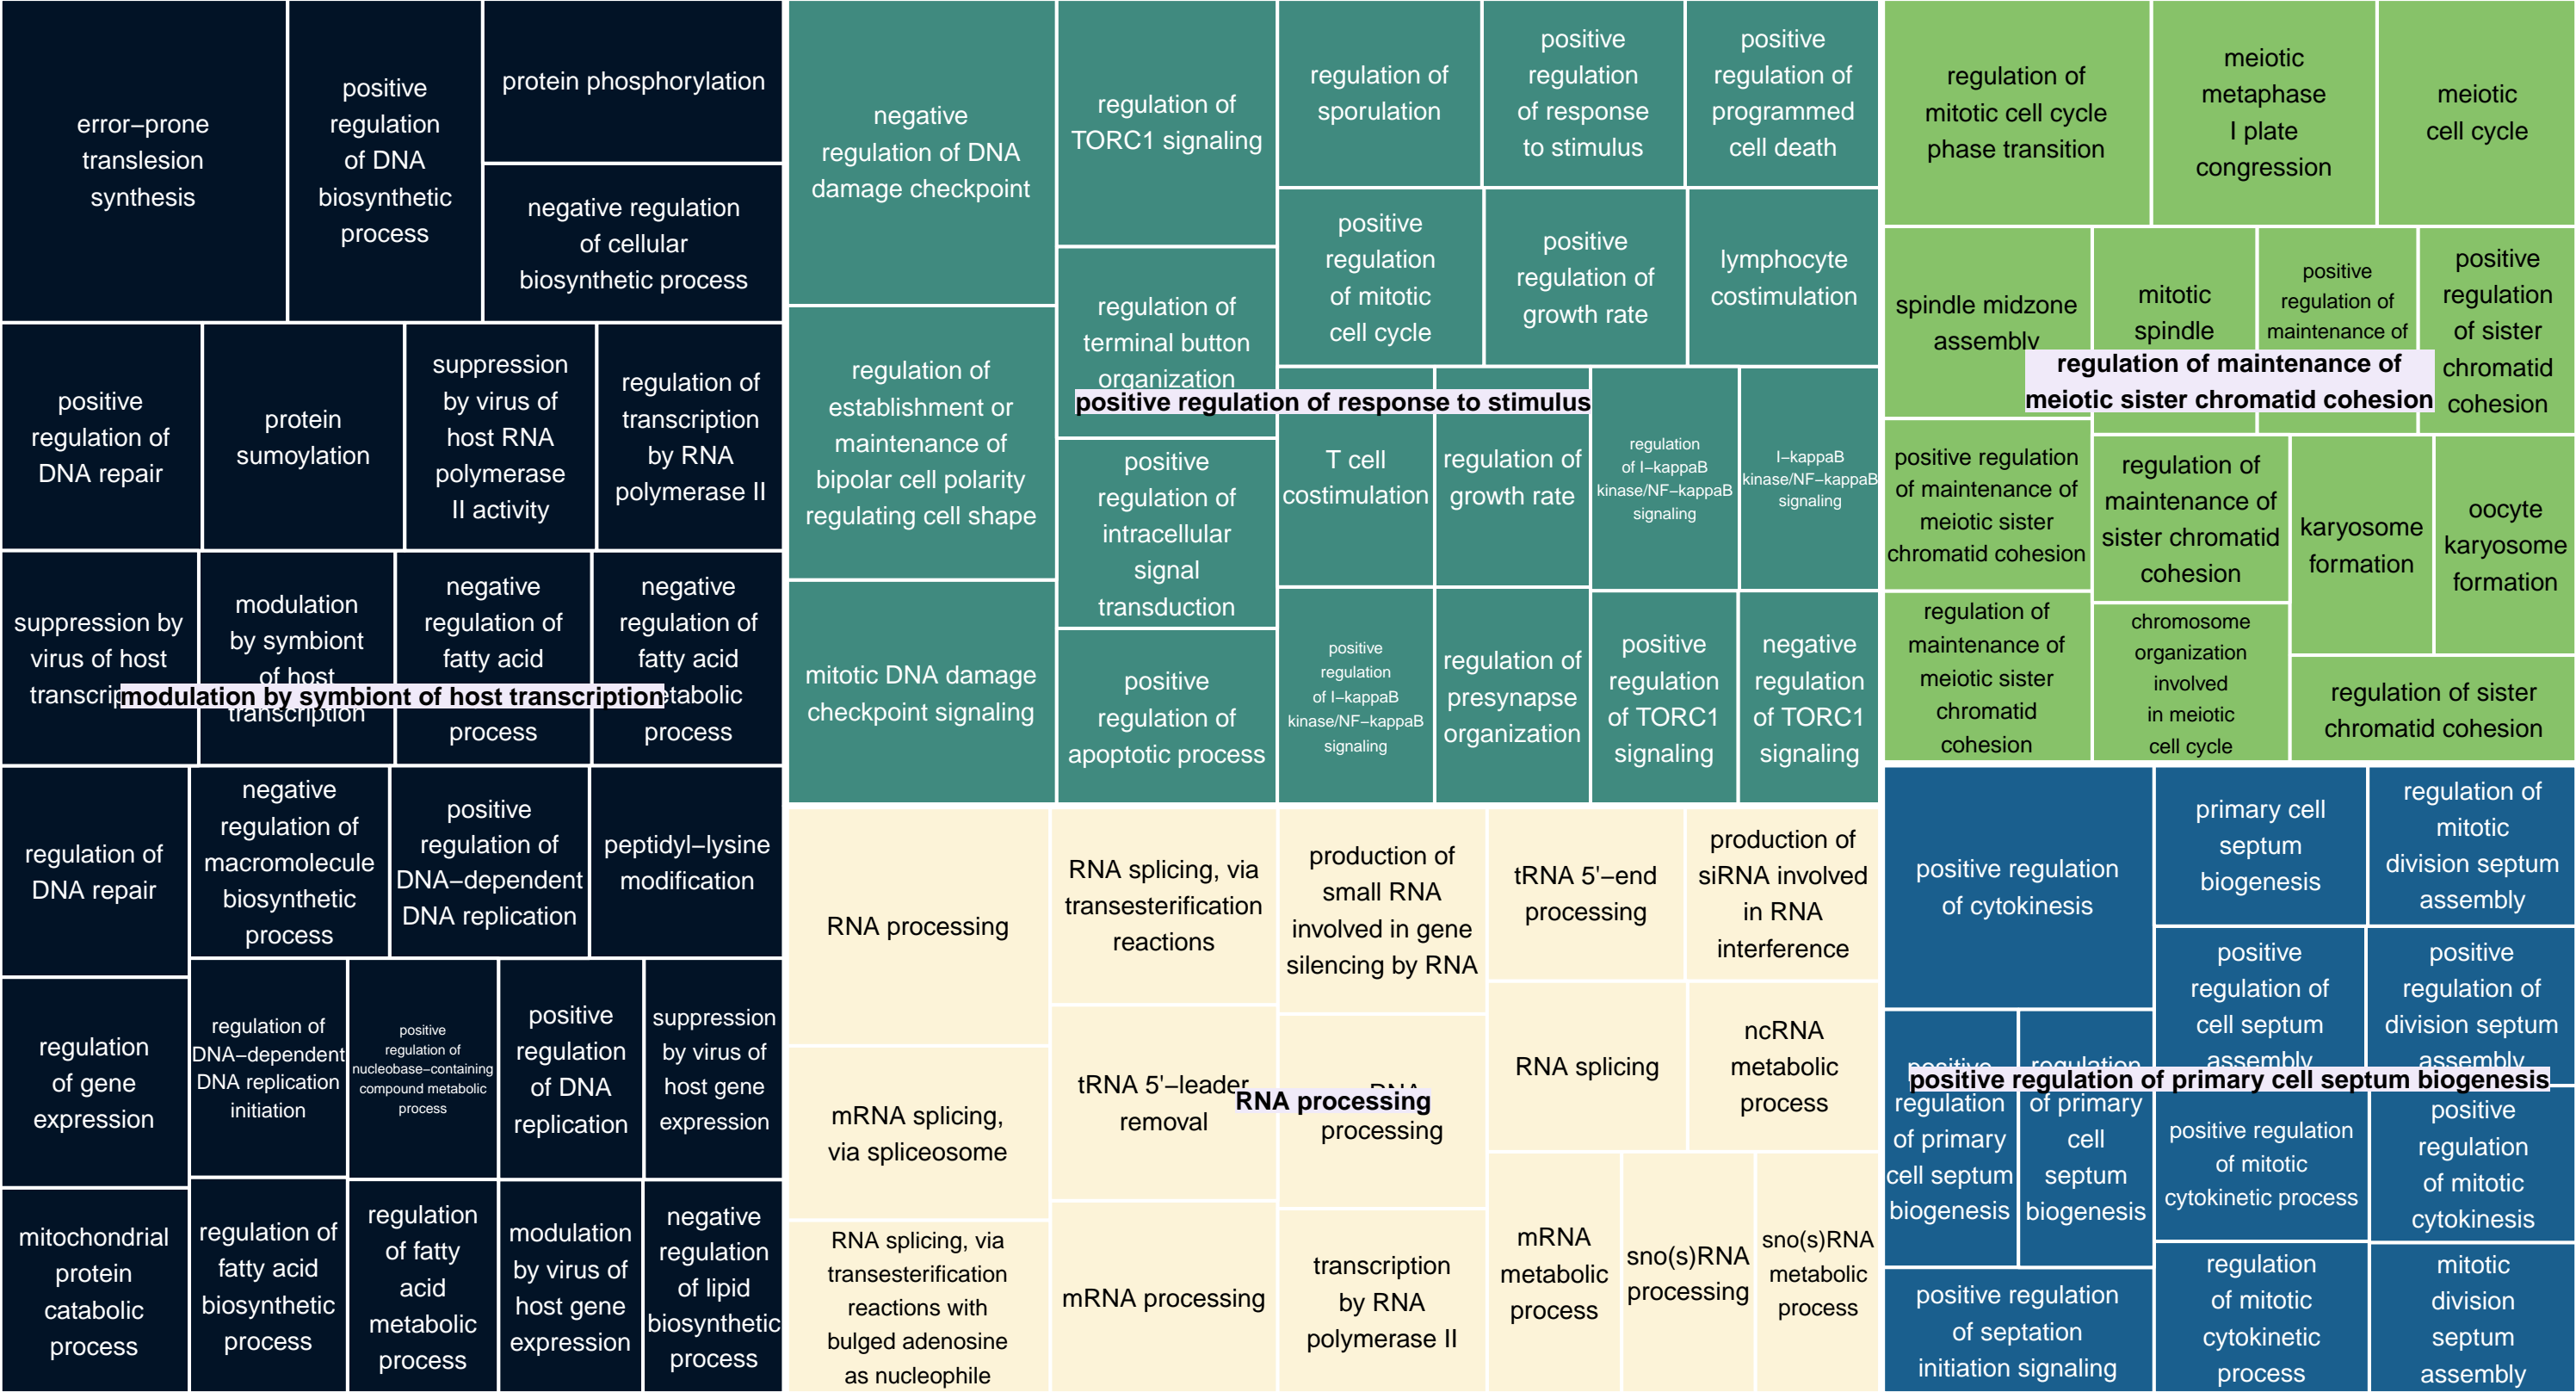 error−prone
translesion
synthesis
positive
regulation
of DNA
biosynthetic
process
protein phosphorylation
negative regulation
of cellular
biosynthetic process
positive
regulation of
DNA repair
protein
sumoylation
suppression
by virus of
host RNA
polymerase
II activity
regulation of
transcription
by RNA
polymerase II
suppression by
virus of host
modulation
by symbiont
of host
transcription
negative
regulation of
fatty acid
process
negative
regulation of
fatty acid
process
modulation by symbiont of host transcription
regulation of
DNA repair
negative
regulation of
macromolecule
biosynthetic
process
positive
regulation of
DNA−dependent
DNA replication
peptidyl−lysine
modification
regulation
of gene
expression
regulation of
DNA−dependent
DNA replication
initiation
positive
regulation of
nucleobase−containing
compound metabolic
process
positive
regulation
of DNA
replication
suppression
by virus of
host gene
expression
mitochondrial
protein
catabolic
process
regulation of
fatty acid
biosynthetic
process
regulation
of fatty
acid
metabolic
process
modulation
by virus of
host gene
expression
negative
regulation
of lipid
biosynthetic
process
negative
regulation of DNA
damage checkpoint
regulation of
TORC1 signaling
regulation of
sporulation
positive
regulation
of response
to stimulus
positive
regulation of
programmed
cell death
regulation of
terminal button
organization
positive
regulation
of mitotic
cell cycle
positive
regulation of
growth rate
lymphocyte
costimulation
regulation of
establishment or
maintenance of
bipolar cell polarity
regulating cell shape
positive regulation of response to stimulus
positive
regulation of
intracellular
signal
transduction
T cell
costimulation
regulation of
growth rate
regulation
of I−kappaB
kinase/NF−kappaB
signaling
I−kappaB
kinase/NF−kappaB
signaling
mitotic DNA damage
checkpoint signaling
positive
regulation of
apoptotic process
positive
regulation
of I−kappaB
kinase/NF−kappaB
signaling
regulation of
presynapse
organization
positive
regulation
of TORC1
signaling
negative
regulation
of TORC1
signaling
RNA processing
RNA splicing, via
transesterification
reactions
production of
small RNA
involved in gene
silencing by RNA
tRNA 5'−end
processing
production of
siRNA involved
in RNA
interference
mRNA splicing,
via spliceosome
tRNA 5'−leader
removal
processing
RNA processing
RNA splicing
ncRNA
metabolic
process
RNA splicing, via
transesterification
reactions with
bulged adenosine
as nucleophile
mRNA processing
transcription
by RNA
polymerase II
mRNA
metabolic
process
sno(s)RNA
processing
sno(s)RNA
metabolic
process
regulation of
mitotic cell cycle
phase transition
meiotic
metaphase
I plate
congression
meiotic
cell cycle
spindle midzone
assembly
mitotic
spindle
positive
regulation of
maintenance of
positive
regulation
of sister
chromatid
cohesion
regulation of maintenance of
meiotic sister chromatid cohesion
positive regulation
of maintenance of
meiotic sister
chromatid cohesion
regulation of
maintenance of
sister chromatid
cohesion
karyosome
formation
oocyte
karyosome
formation
regulation of
maintenance of
meiotic sister
chromatid
cohesion
chromosome
organization
involved
in meiotic
cell cycle
regulation of sister
chromatid cohesion
positive regulation
of cytokinesis
primary cell
septum
biogenesis
regulation of
mitotic
division septum
assembly
positive
regulation of
cell septum
assembly
positive
regulation of
division septum
assembly
positive
regulation
of primary
cell septum
biogenesis
regulation
of primary
cell
septum
biogenesis
positive regulation of primary cell septum biogenesis
positive regulation
of mitotic
cytokinetic process
positive
regulation
of mitotic
cytokinesis
positive regulation
of septation
initiation signaling
regulation
of mitotic
cytokinetic
process
mitotic
division
septum
assembly